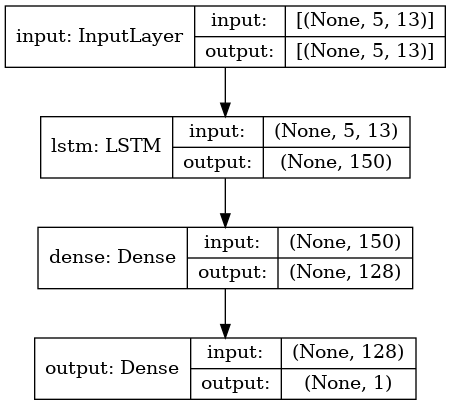 input: InputLayer
input:
[(None, 5, 13)]
output:
[(None, 5, 13)]
lstm: LSTM
input:
(None, 5, 13)
output:
(None, 150)
dense: Dense
input:
(None, 150)
output:
(None, 128)
output: Dense
input:
(None, 128)
output:
(None, 1)